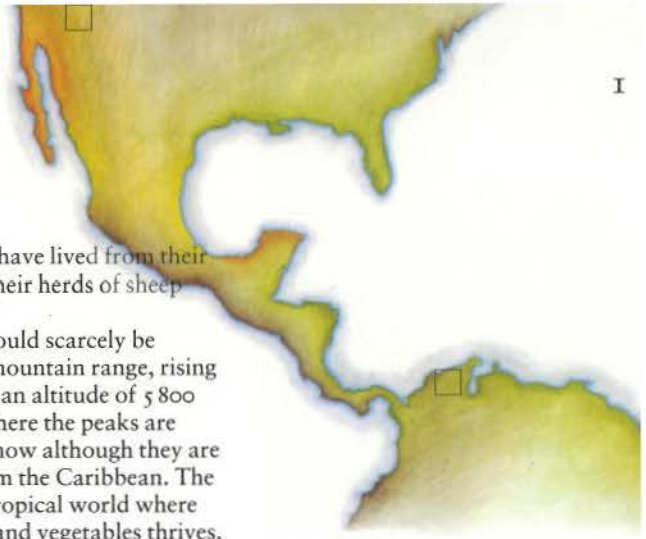 I
have lived from their
heir herds of sheep
ould scarcely be
nountain range, rising
an altitude of 5 800
here the peaks are
now although they are
m the Caribbean. The
ropical world where
and vegetables thrives.